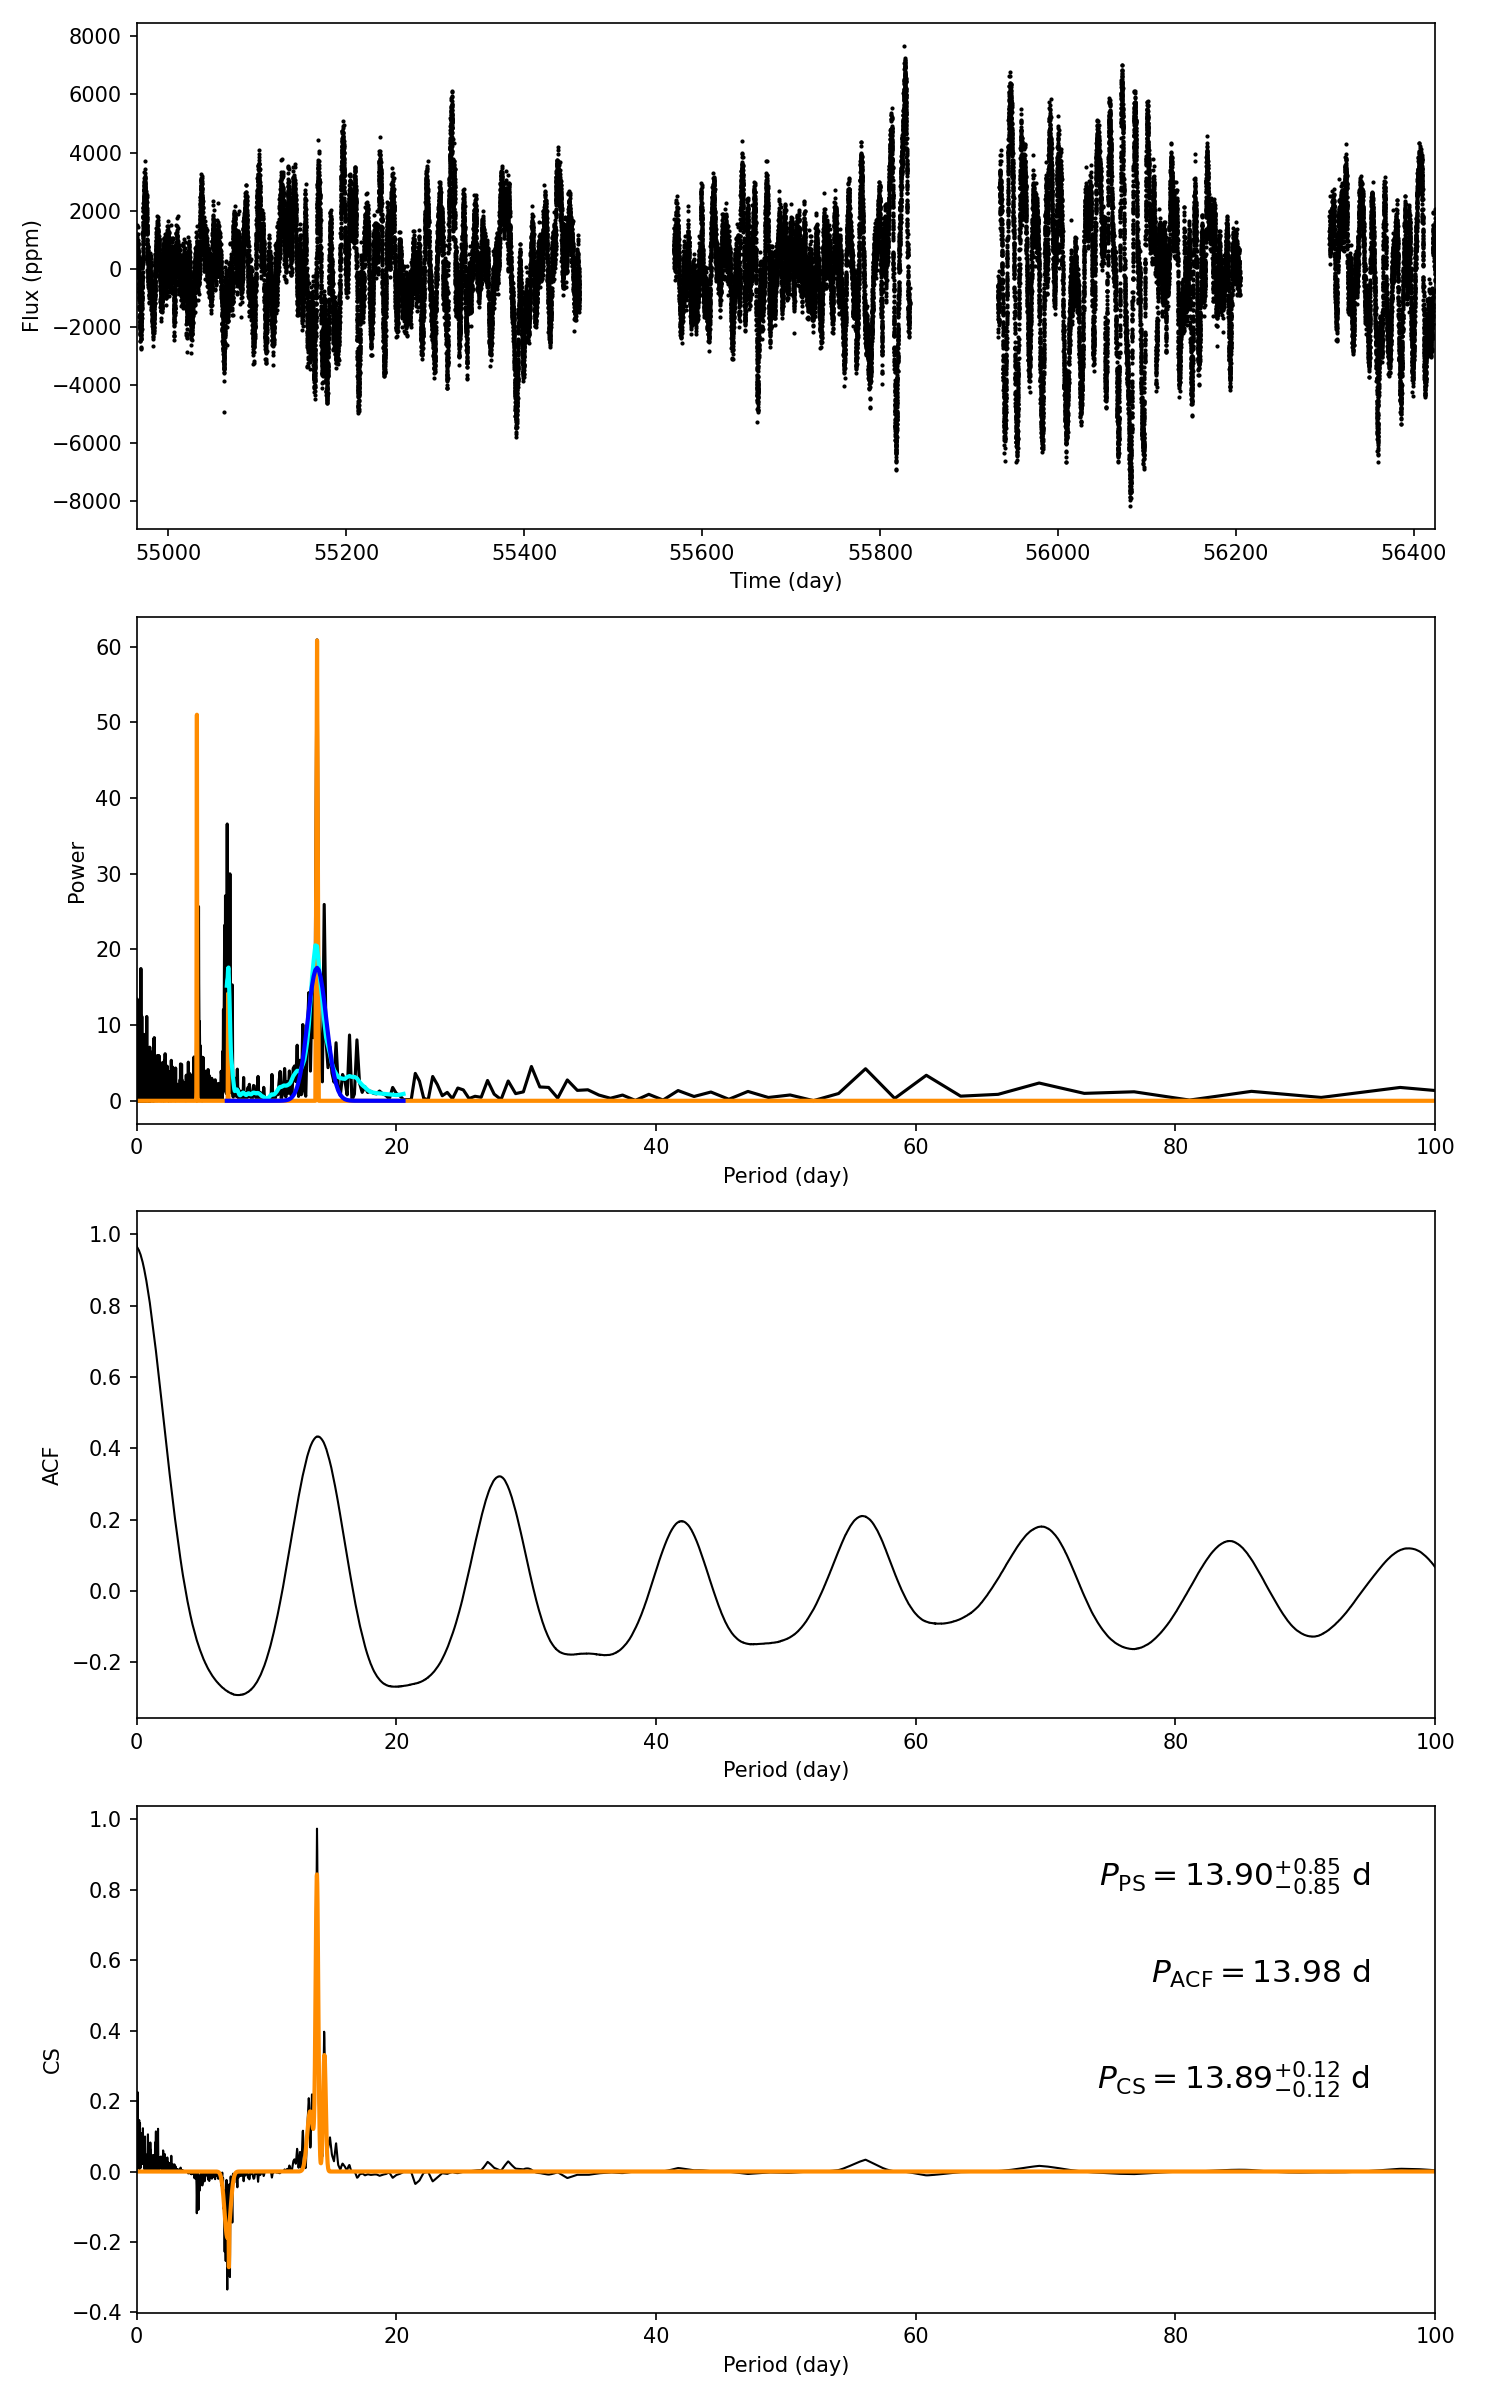 8000
6000
4000
2000
0
−2000
−4000
−6000
−8000
Flux (ppm)
55000 55200 55400 55600 55800 56000 56200 56400
Time (day)
60
50
40
30
20
10
0
Power
0 20 40 60 80 100
Period (day)
1.0
0.8
0.6
0.4
0.2
0.0
−0.2
ACF
0 20 40 60 80 100
Period (day)
1.0
0.8
0.6
0.4
0.2
0.0
−0.2
−0.4
CS
P_PS = 13.90^{+0.85}_{−0.85} d
P_ACF = 13.98 d
P_CS = 13.89^{+0.12}_{−0.12} d
0 20 40 60 80 100
Period (day)